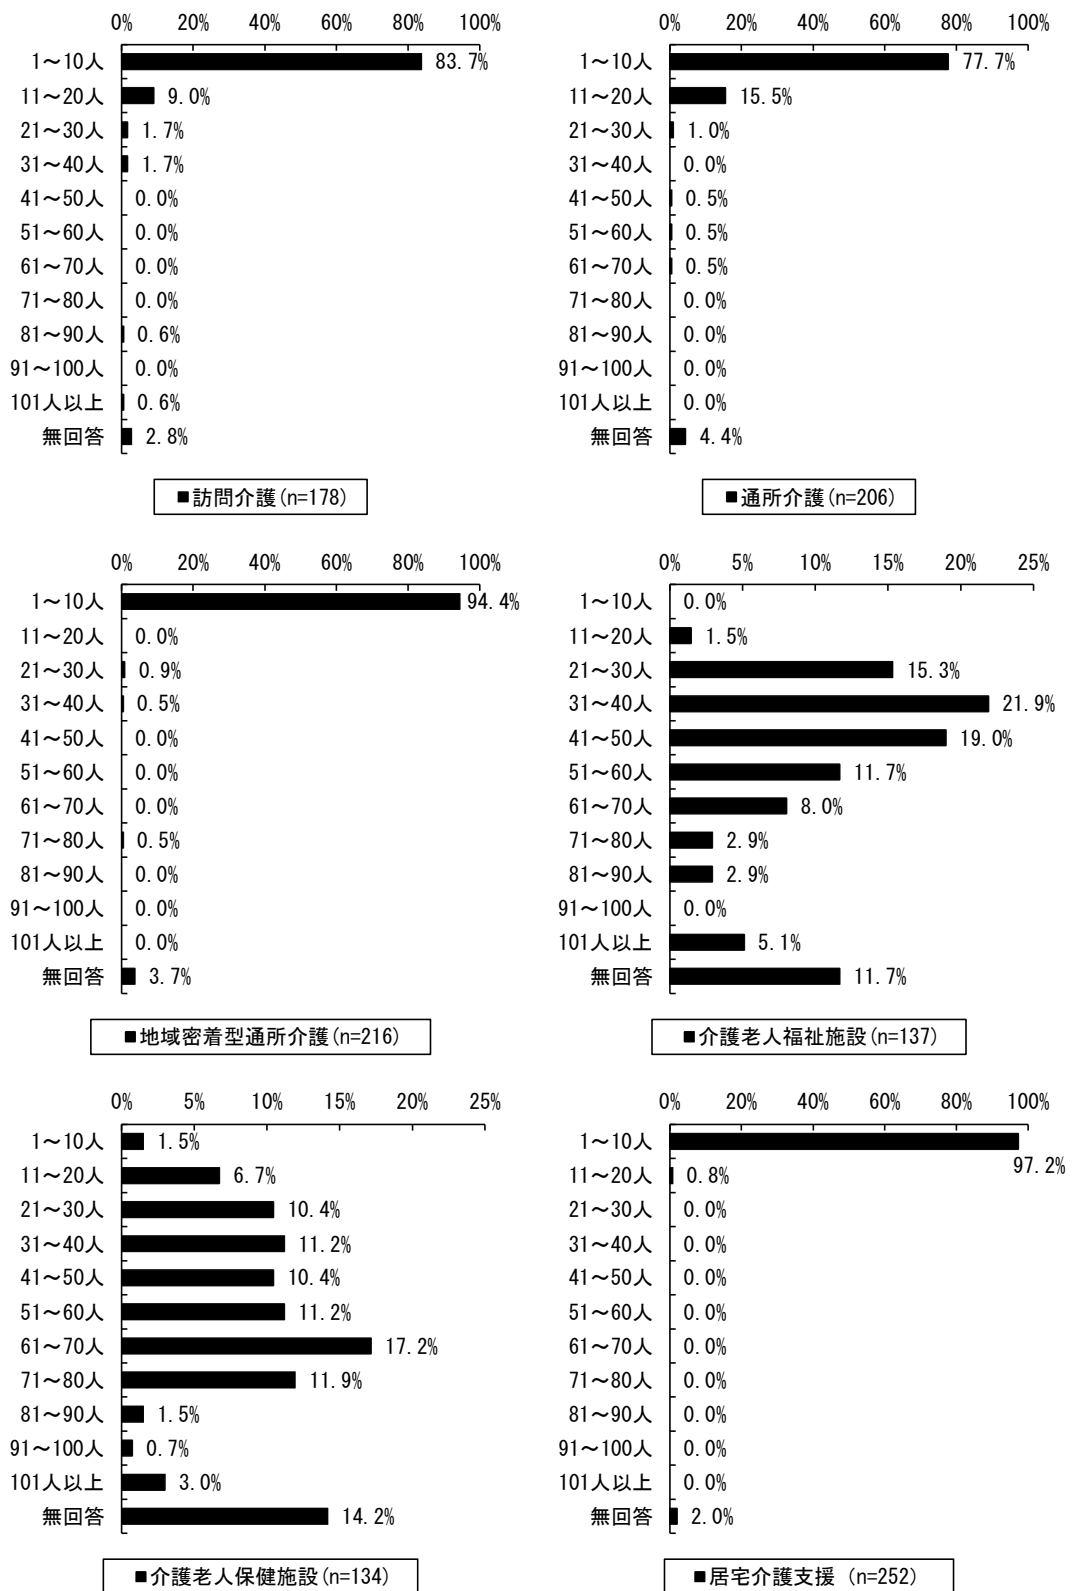 0% 20% 40% 60% 80% 100%
1～10人 83.7%
11～20人 9.0%
21～30人 1.7%
31～40人 1.7%
41～50人 0.0%
51～60人 0.0%
61～70人 0.0%
71～80人 0.0%
81～90人 0.6%
91～100人 0.0%
101人以上 0.6%
無回答 2.8%
■訪問介護(n=178)
0% 20% 40% 60% 80% 100%
1～10人 77.7%
11～20人 15.5%
21～30人 1.0%
31～40人 0.0%
41～50人 0.5%
51～60人 0.5%
61～70人 0.5%
71～80人 0.0%
81～90人 0.0%
91～100人 0.0%
101人以上 0.0%
無回答 4.4%
■通所介護(n=206)
0% 20% 40% 60% 80% 100%
1～10人 94.4%
11～20人 0.0%
21～30人 0.9%
31～40人 0.5%
41～50人 0.0%
51～60人 0.0%
61～70人 0.0%
71～80人 0.5%
81～90人 0.0%
91～100人 0.0%
101人以上 0.0%
無回答 3.7%
■地域密着型通所介護(n=216)
0% 5% 10% 15% 20% 25%
1～10人 0.0%
11～20人 1.5%
21～30人 15.3%
31～40人 21.9%
41～50人 19.0%
51～60人 11.7%
61～70人 8.0%
71～80人 2.9%
81～90人 2.9%
91～100人 0.0%
101人以上 5.1%
無回答 11.7%
■介護老人福祉施設(n=137)
0% 5% 10% 15% 20% 25%
1～10人 1.5%
11～20人 6.7%
21～30人 10.4%
31～40人 11.2%
41～50人 10.4%
51～60人 11.2%
61～70人 17.2%
71～80人 11.9%
81～90人 1.5%
91～100人 0.7%
101人以上 3.0%
無回答 14.2%
■介護老人保健施設(n=134)
0% 20% 40% 60% 80% 100%
1～10人 97.2%
11～20人 0.8%
21～30人 0.0%
31～40人 0.0%
41～50人 0.0%
51～60人 0.0%
61～70人 0.0%
71～80人 0.0%
81～90人 0.0%
91～100人 0.0%
101人以上 0.0%
無回答 2.0%
■居宅介護支援 (n=252)